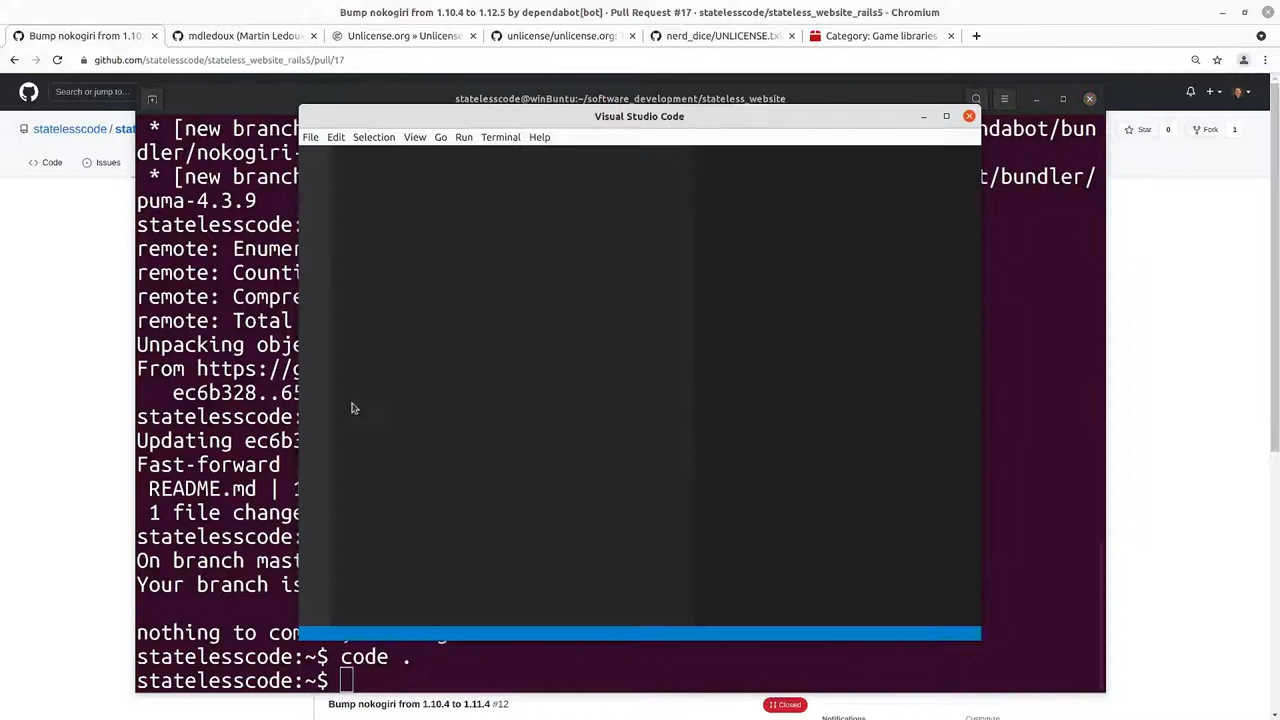 Bump nokogiri from 1.10.4 to 1.12.5 by dependabot[bot] · Pull Request #17 · statelesscode/stateless_website_rails5 - Chromium
Bump nokogiri from 1.10.
mdledoux (Martin Ledoux
Unlicense.org » Unlicense
unlicense/unlicense.org:
nerd_dice/UNLICENSE.txt
Category: Game libraries
github.com/statelesscode/stateless_website_rails5/pull/17
Search or jump to...
statelesscode / stat
Star 0
Fork 1
Code
Issues
statelesscode@winBuntu:~/software_development/stateless_website
Visual Studio Code
File Edit Selection View Go Run Terminal Help
* [new branch
ndabot/bun
dler/nokogiri-
* [new branch
t/bundler/
puma-4.3.9
statelesscode:
remote: Enumer
remote: Counti
remote: Compre
remote: Total
Unpacking obje
From https://g
ec6b328..65
statelesscode:
Updating ec6b3
Fast-forward
README.md | 1
1 file change
statelesscode:
On branch mast
Your branch is
nothing to com
statelesscode:~$ code .
statelesscode:~$
Bump nokogiri from 1.10.4 to 1.11.4 #12
Closed
Notifications
Customize